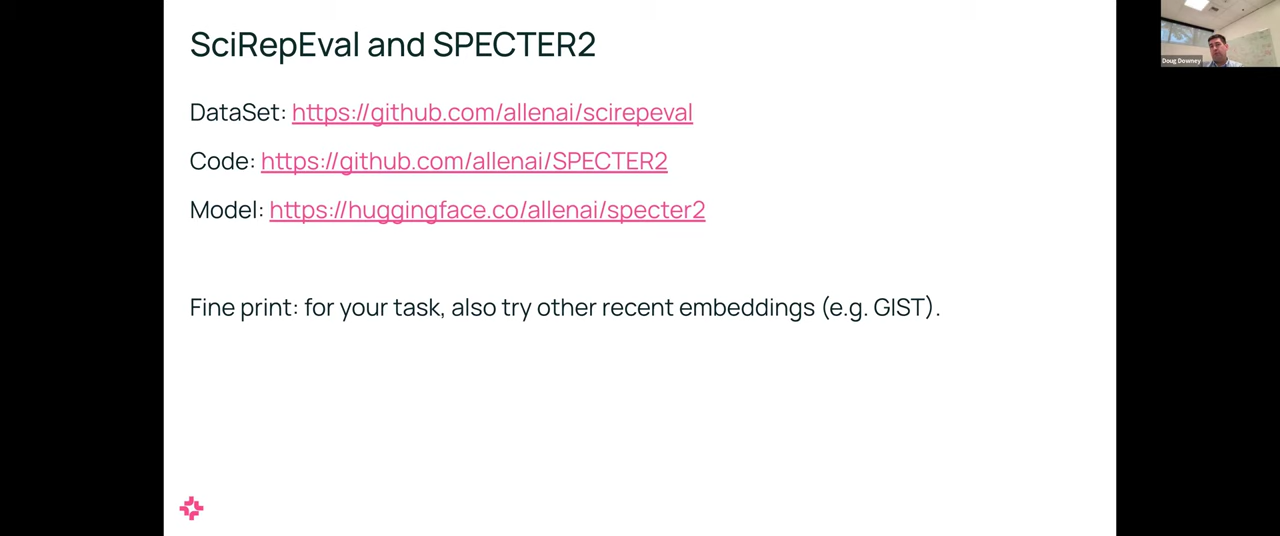 SciRepEval and SPECTER2
DataSet: https://github.com/allenai/scirepeval
Code: https://github.com/allenai/SPECTER2
Model: https://huggingface.co/allenai/specter2
Fine print: for your task, also try other recent embeddings (e.g. GIST).
Doug Downey